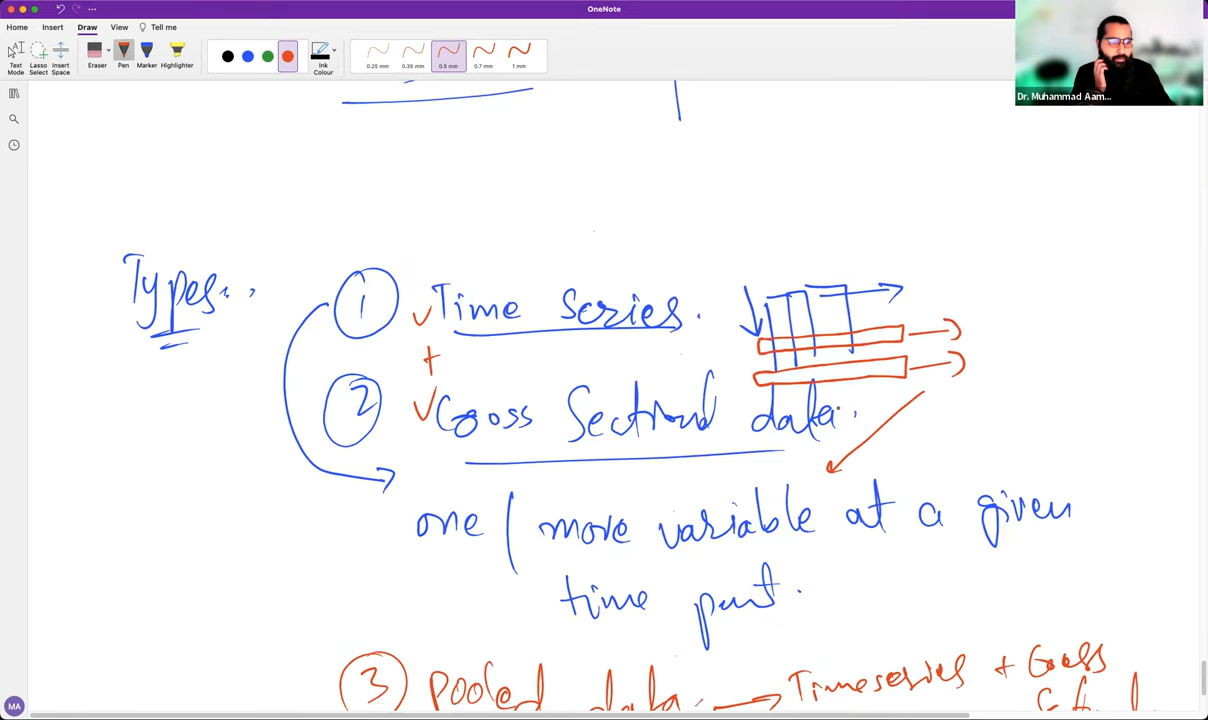 OneNote
Home Insert Draw View Tell me
Text Mode Lasso Select Insert Space Eraser Pen Marker Highlighter Ink Colour 0.25 mm 0.35 mm 0.5 mm 0.7 mm 1 mm
Dr. Muhammad Aam...
Types..
1 Time Series.
+
2 Cross Sectional data.
one / more variable at a given
time point.
3 Pooled data. → Timeseries + Cross
MA